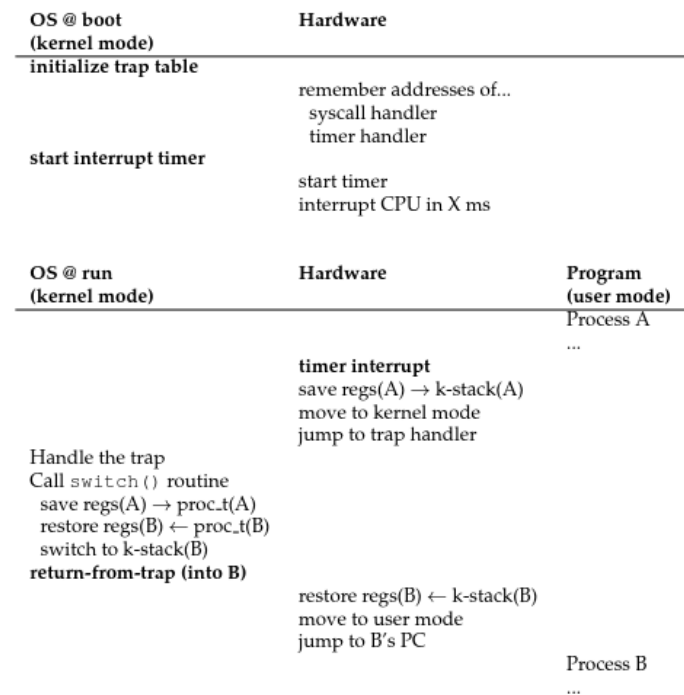 OS @ boot Hardware
(kernel mode)
initialize trap table
remember addresses of...
syscall handler
timer handler
start interrupt timer
start timer
interrupt CPU in X ms
OS @ run Hardware Program
(kernel mode) (user mode)
Process A
...
timer interrupt
save regs(A) → k-stack(A)
move to kernel mode
jump to trap handler
Handle the trap
Call switch() routine
save regs(A) → proc_t(A)
restore regs(B) ← proc_t(B)
switch to k-stack(B)
return-from-trap (into B)
restore regs(B) ← k-stack(B)
move to user mode
jump to B's PC
Process B
...